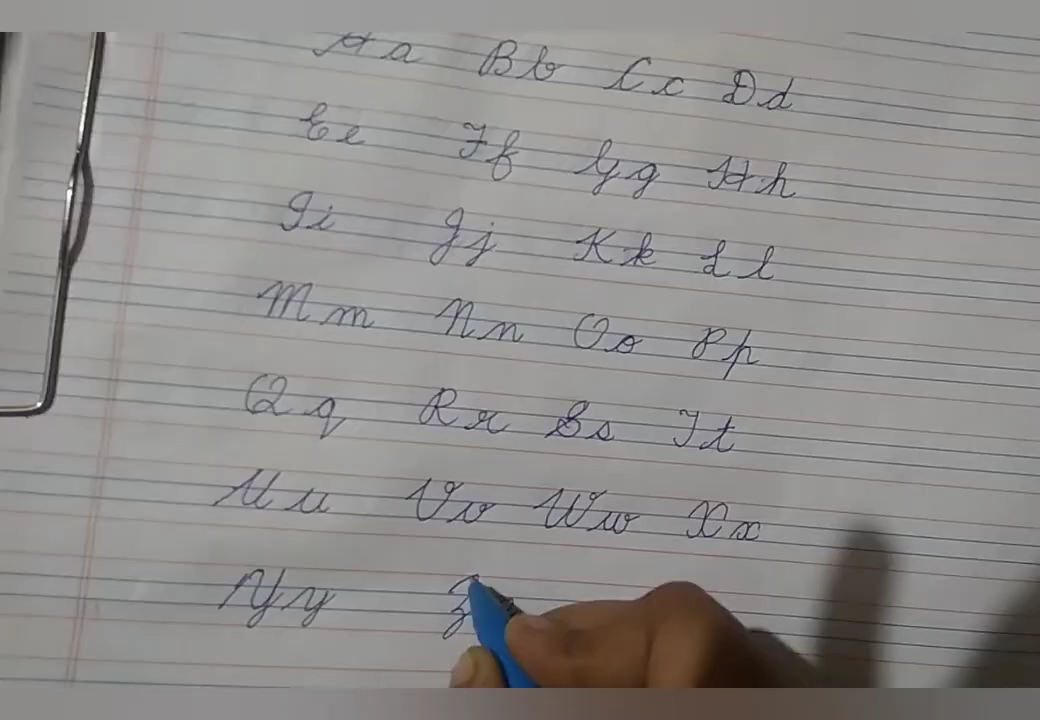 Aa Bb Cc Dd
Ee Ff Gg Hh
Ii Jj Kk Ll
Mm Nn Oo Pp
Qq Rr Ss Tt
Uu Vv Ww Xx
Yy Z